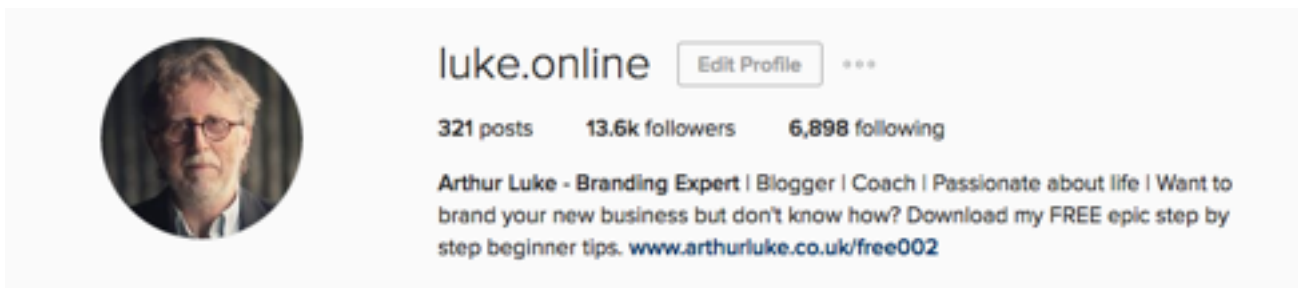 luke.online Edit Profile
321 posts 13.6k followers 6,898 following
Arthur Luke - Branding Expert | Blogger | Coach | Passionate about life | Want to
brand your new business but don't know how? Download my FREE epic step by
step beginner tips. www.arthurluke.co.uk/free002